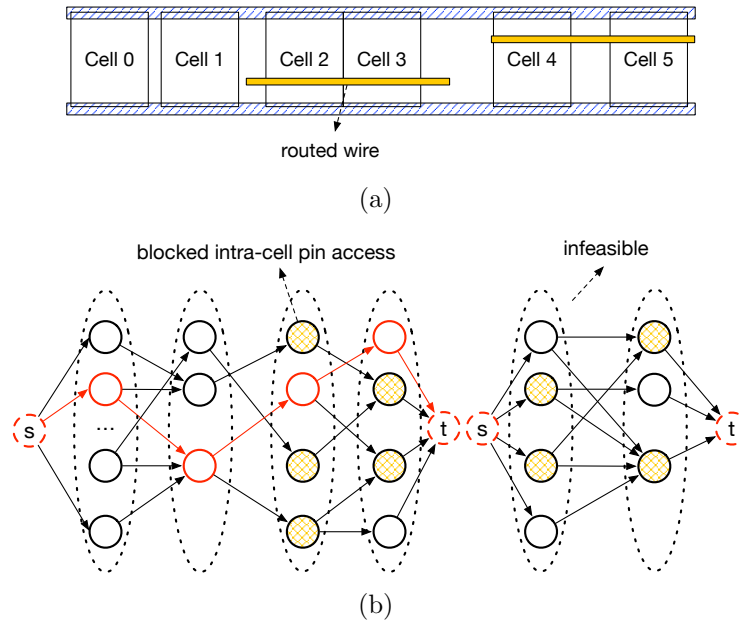 Cell 0 Cell 1 Cell 2 Cell 3 Cell 4 Cell 5
routed wire
(a)
blocked intra-cell pin access infeasible
...
s t s t
(b)